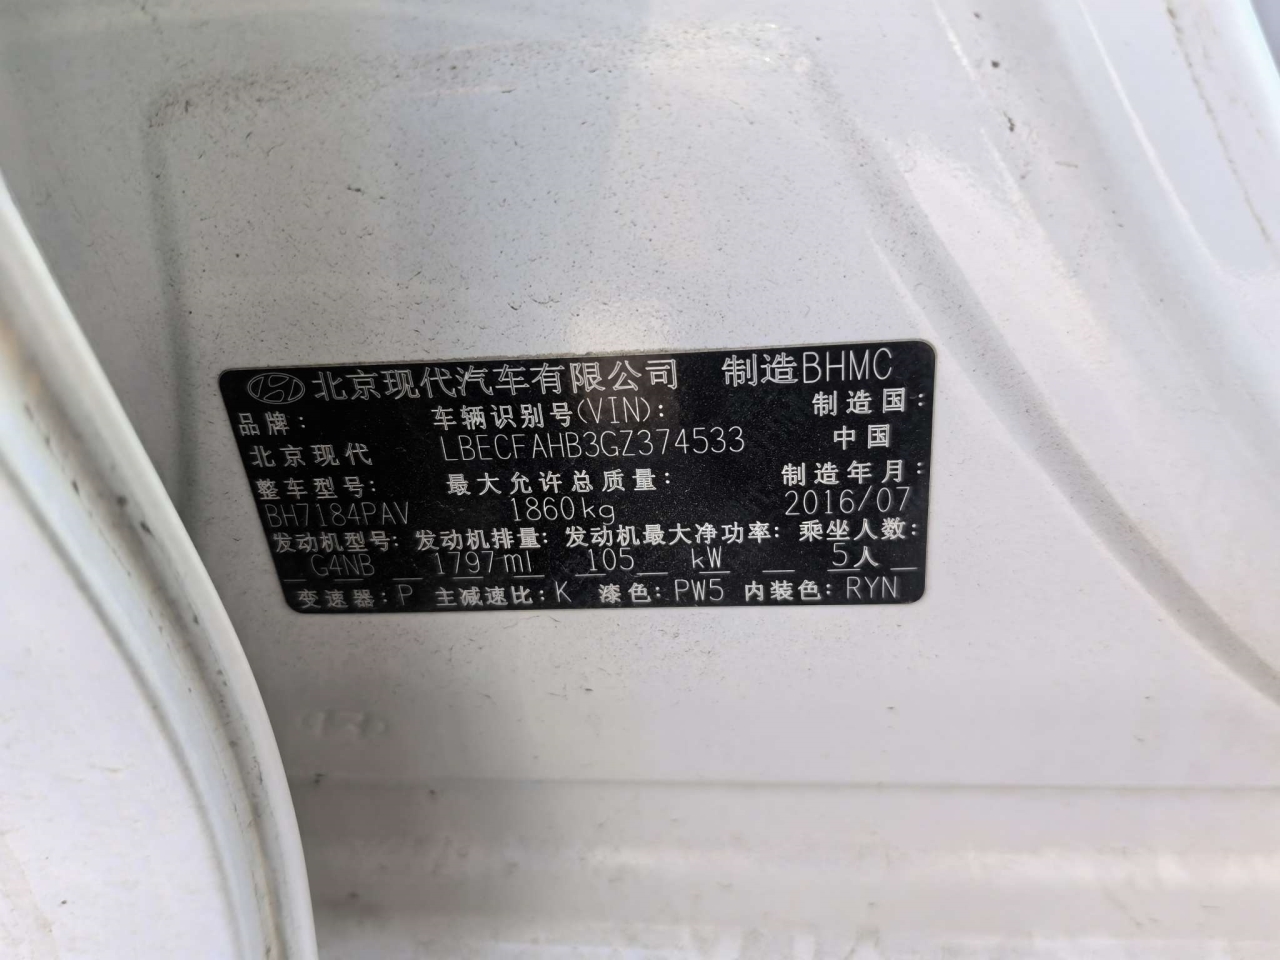 北京现代汽车有限公司 制造BHMC
品牌: 车辆识别号(VIN): 制造国:
北京现代 LBECFAHB3GZ374533 中国
整车型号: 最大允许总质量: 制造年月:
BH7184PAV 1860kg 2016/07
发动机型号: 发动机排量: 发动机最大净功率: 乘坐人数:
G4NB 1797ml 105 kW 5人
变速器: P 主减速比: K 漆色: PW5 内装色: RYN